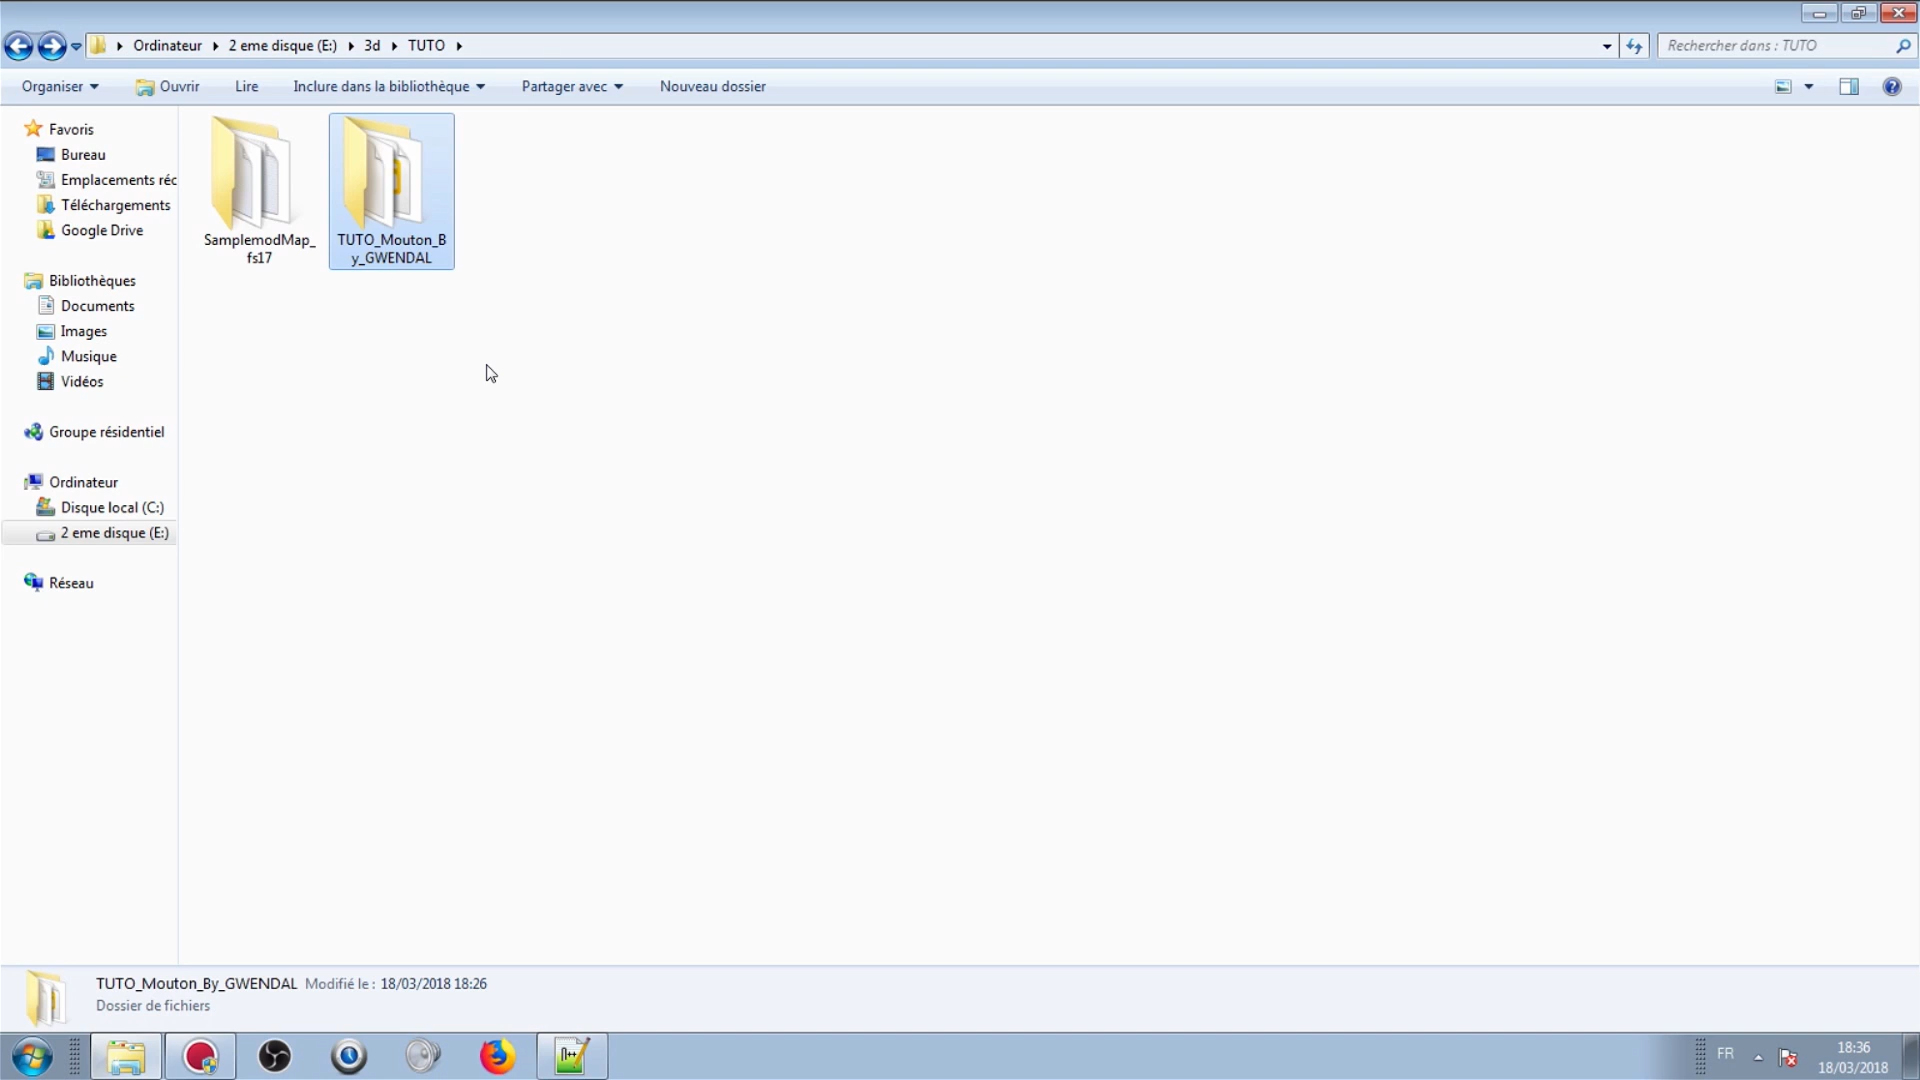 Ordinateur 2 eme disque (E:) 3d TUTO
Rechercher dans : TUTO
Organiser Ouvrir Lire Inclure dans la bibliothèque Partager avec Nouveau dossier
Favoris
Bureau
Emplacements réc
Téléchargements
Google Drive
Bibliothèques
Documents
Images
Musique
Vidéos
Groupe résidentiel
Ordinateur
Disque local (C:)
2 eme disque (E:)
Réseau
SamplemodMap_
fs17
TUTO_Mouton_B
y_GWENDAL
TUTO_Mouton_By_GWENDAL Modifié le : 18/03/2018 18:26
Dossier de fichiers
FR
18:36
18/03/2018